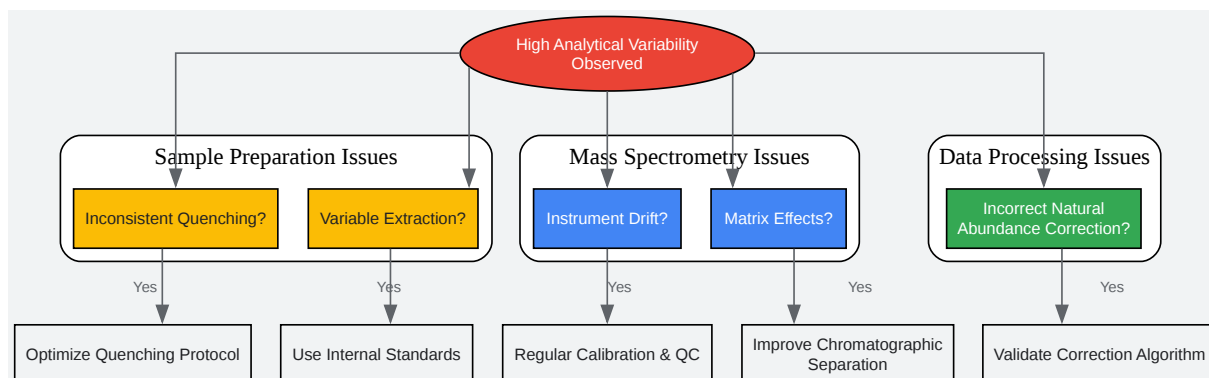 High Analytical Variability
Observed
Sample Preparation Issues
Mass Spectrometry Issues
Data Processing Issues
Inconsistent Quenching?
Variable Extraction?
Instrument Drift?
Matrix Effects?
Incorrect Natural
Abundance Correction?
Yes
Yes
Yes
Yes
Yes
Optimize Quenching Protocol
Use Internal Standards
Regular Calibration & QC
Improve Chromatographic
Separation
Validate Correction Algorithm